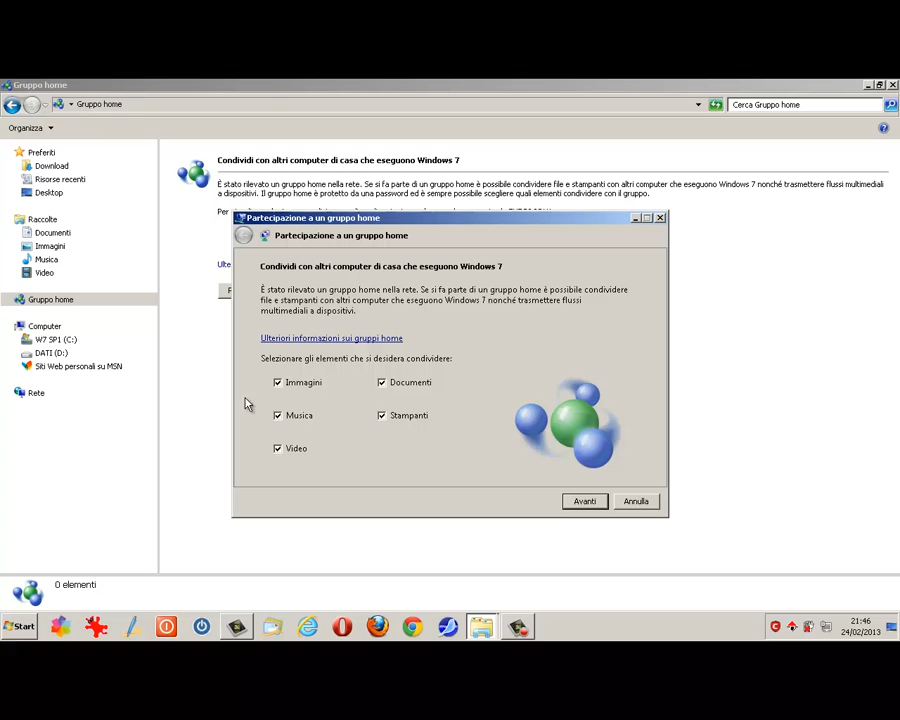 Gruppo home
Gruppo home
Cerca Gruppo home
Organizza
Preferiti
Download
Risorse recenti
Desktop
Raccolte
Documenti
Immagini
Musica
Video
Gruppo home
Computer
W7 SP1 (C:)
DATI (D:)
Siti Web personali su MSN
Rete
Condividi con altri computer di casa che eseguono Windows 7
È stato rilevato un gruppo home nella rete. Se si fa parte di un gruppo home è possibile condividere file e stampanti con altri computer che eseguono Windows 7 nonché trasmettere flussi multimediali
a dispositivi. Il gruppo home è protetto da una password ed è sempre possibile scegliere quali elementi condividere con il gruppo.
Per
Ulte
Partecipazione a un gruppo home
Partecipazione a un gruppo home
Condividi con altri computer di casa che eseguono Windows 7
È stato rilevato un gruppo home nella rete. Se si fa parte di un gruppo home è possibile condividere
file e stampanti con altri computer che eseguono Windows 7 nonché trasmettere flussi
multimediali a dispositivi.
Ulteriori informazioni sui gruppi home
Selezionare gli elementi che si desidera condividere:
Immagini
Documenti
Musica
Stampanti
Video
Avanti
Annulla
0 elementi
Start
21:46
24/02/2013